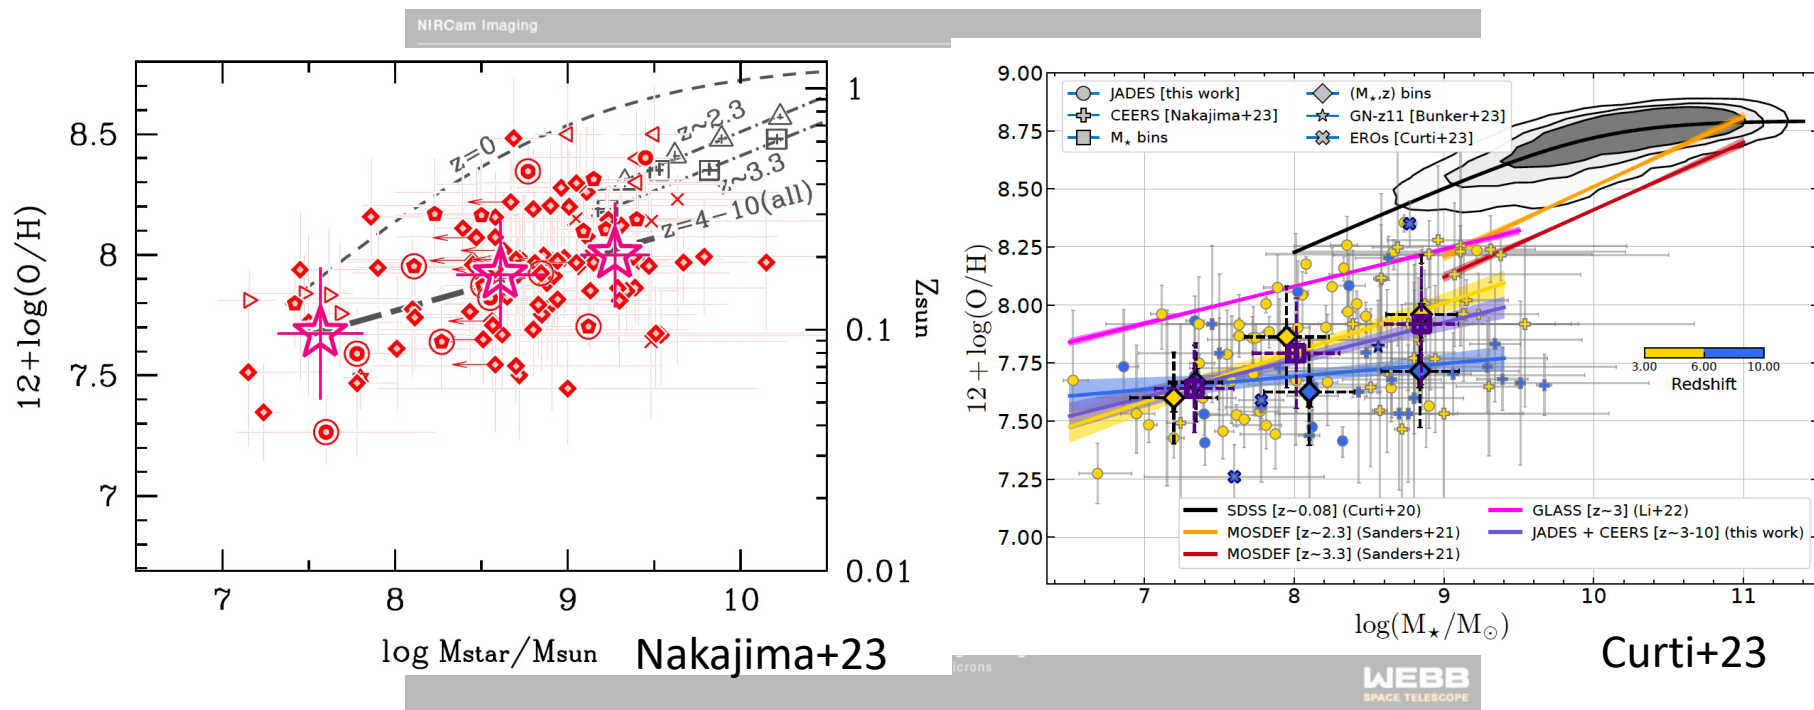 NIRCam Imaging
12+log(O/H)
8.5
8
7.5
7
z=0
z~2.3
z~3.3
z=4-10(all)
1
0.1
0.01
Zsun
7
8
9
10
log Mstar/Msun
Nakajima+23
9.00
8.75
8.50
8.25
8.00
7.75
7.50
7.25
7.00
12 + log(O/H)
JADES [this work]
CEERS [Nakajima+23]
M⋆ bins
(M⋆,z) bins
GN-z11 [Bunker+23]
EROs [Curti+23]
3.00
6.00
10.00
Redshift
SDSS [z~0.08] (Curti+20)
MOSDEF [z~2.3] (Sanders+21)
MOSDEF [z~3.3] (Sanders+21)
GLASS [z~3] (Li+22)
JADES + CEERS [z~3-10] (this work)
7
8
9
10
11
log(M⋆/M⊙)
Curti+23
icrons
WEBB
SPACE TELESCOPE